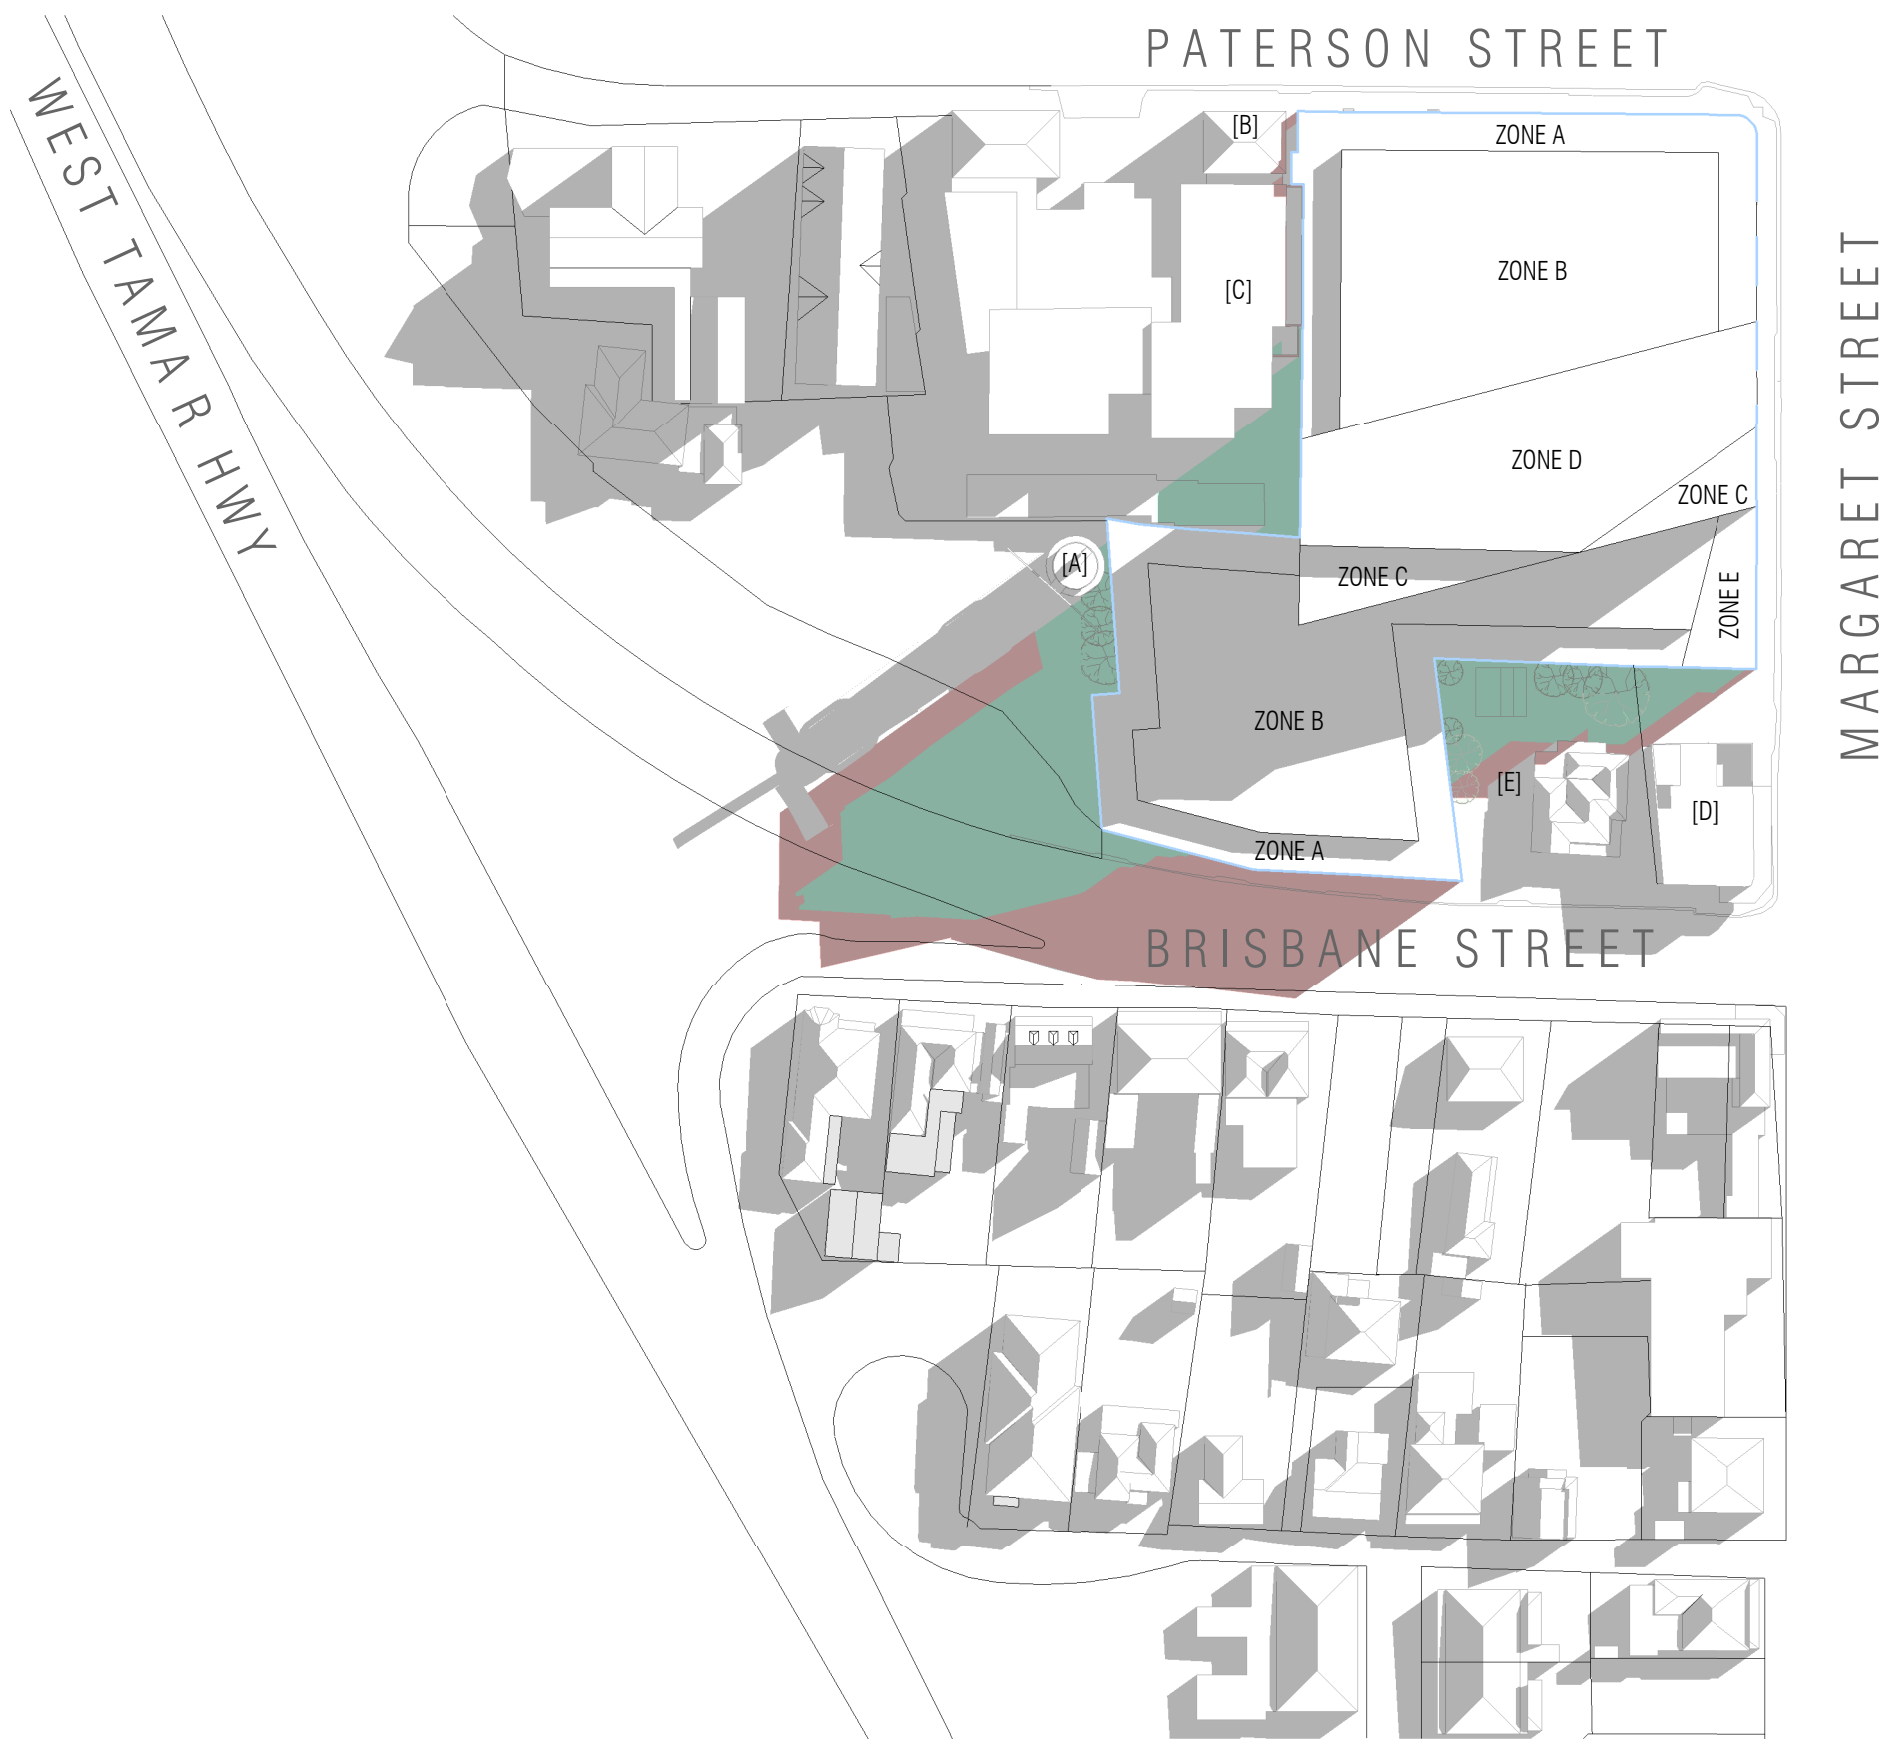 PATERSON STREET
WEST TAMAR HWY
[B]
ZONE A
ZONE B
[C]
MARGARET STREET
ZONE D
ZONE C
[A]
ZONE C
ZONE E
ZONE B
[E]
[D]
ZONE A
BRISBANE STREET